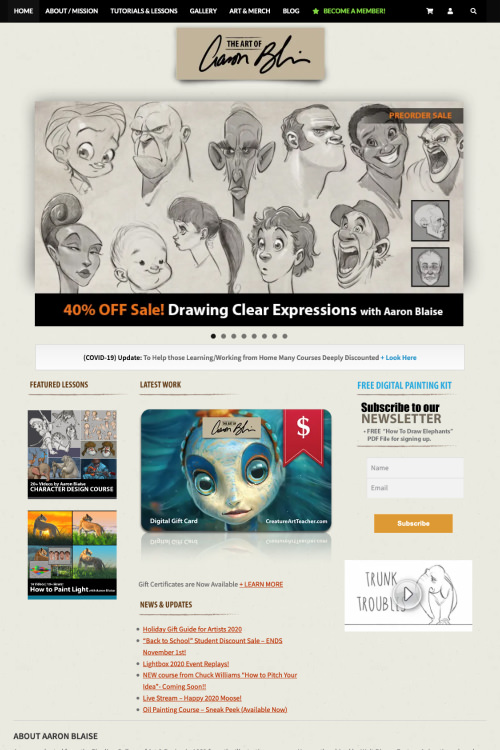 HOME ABOUT / MISSION TUTORIALS & LESSONS GALLERY ART & MERCH BLOG BECOME A MEMBER!
THE ART OF
Aaron Blaise
PREORDER SALE
40% OFF Sale! Drawing Clear Expressions with Aaron Blaise
(COVID-19) Update: To Help those Learning/Working from Home Many Courses Deeply Discounted + Look Here
FEATURED LESSONS
20+ Videos by Aaron Blaise
CHARACTER DESIGN COURSE
How to Paint Light with Aaron Blaise
LATEST WORK
THE ART OF
Aaron Blaise
$
Digital Gift Card CreatureArtTeacher.com
Gift Certificates are Now Available + LEARN MORE
NEWS & UPDATES
Holiday Gift Guide for Artists 2020
"Back to School" Student Discount Sale – ENDS
November 1st!
Lightbox 2020 Event Replays!
NEW course from Chuck Williams "How to Pitch Your
Idea"- Coming Soon!!
Live Stream – Happy 2020 Moose!
Oil Painting Course – Sneak Peek (Available Now)
FREE DIGITAL PAINTING KIT
Subscribe to our
NEWSLETTER
• FREE "How To Draw Elephants"
PDF File for signing up.
Name
Email
Subscribe
TRUNK
TROUBLES
ABOUT AARON BLAISE